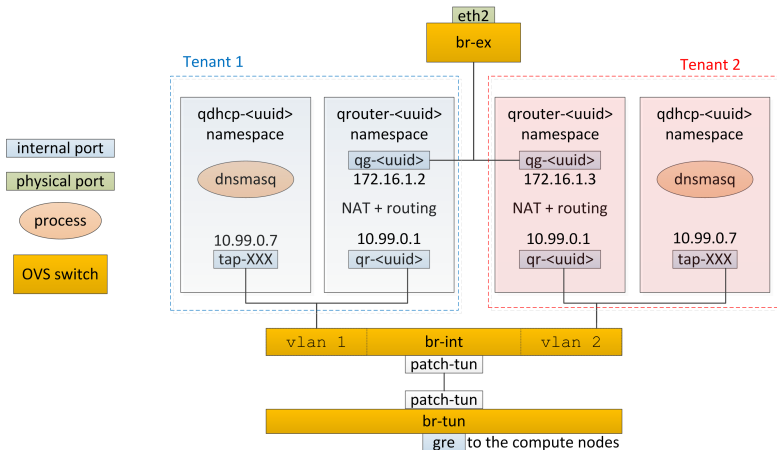 eth2
br-ex
Tenant 1
Tenant 2
qdhcp-<uuid>
namespace
qrouter-<uuid>
namespace
qrouter-<uuid>
namespace
qdhcp-<uuid>
namespace
internal port
physical port
process
OVS switch
dnsmasq
qg-<uuid>
172.16.1.2
NAT + routing
qg-<uuid>
172.16.1.3
NAT + routing
dnsmasq
10.99.0.7
tap-XXX
10.99.0.1
qr-<uuid>
10.99.0.1
qr-<uuid>
10.99.0.7
tap-XXX
vlan 1
br-int
vlan 2
patch-tun
patch-tun
br-tun
gre to the compute nodes